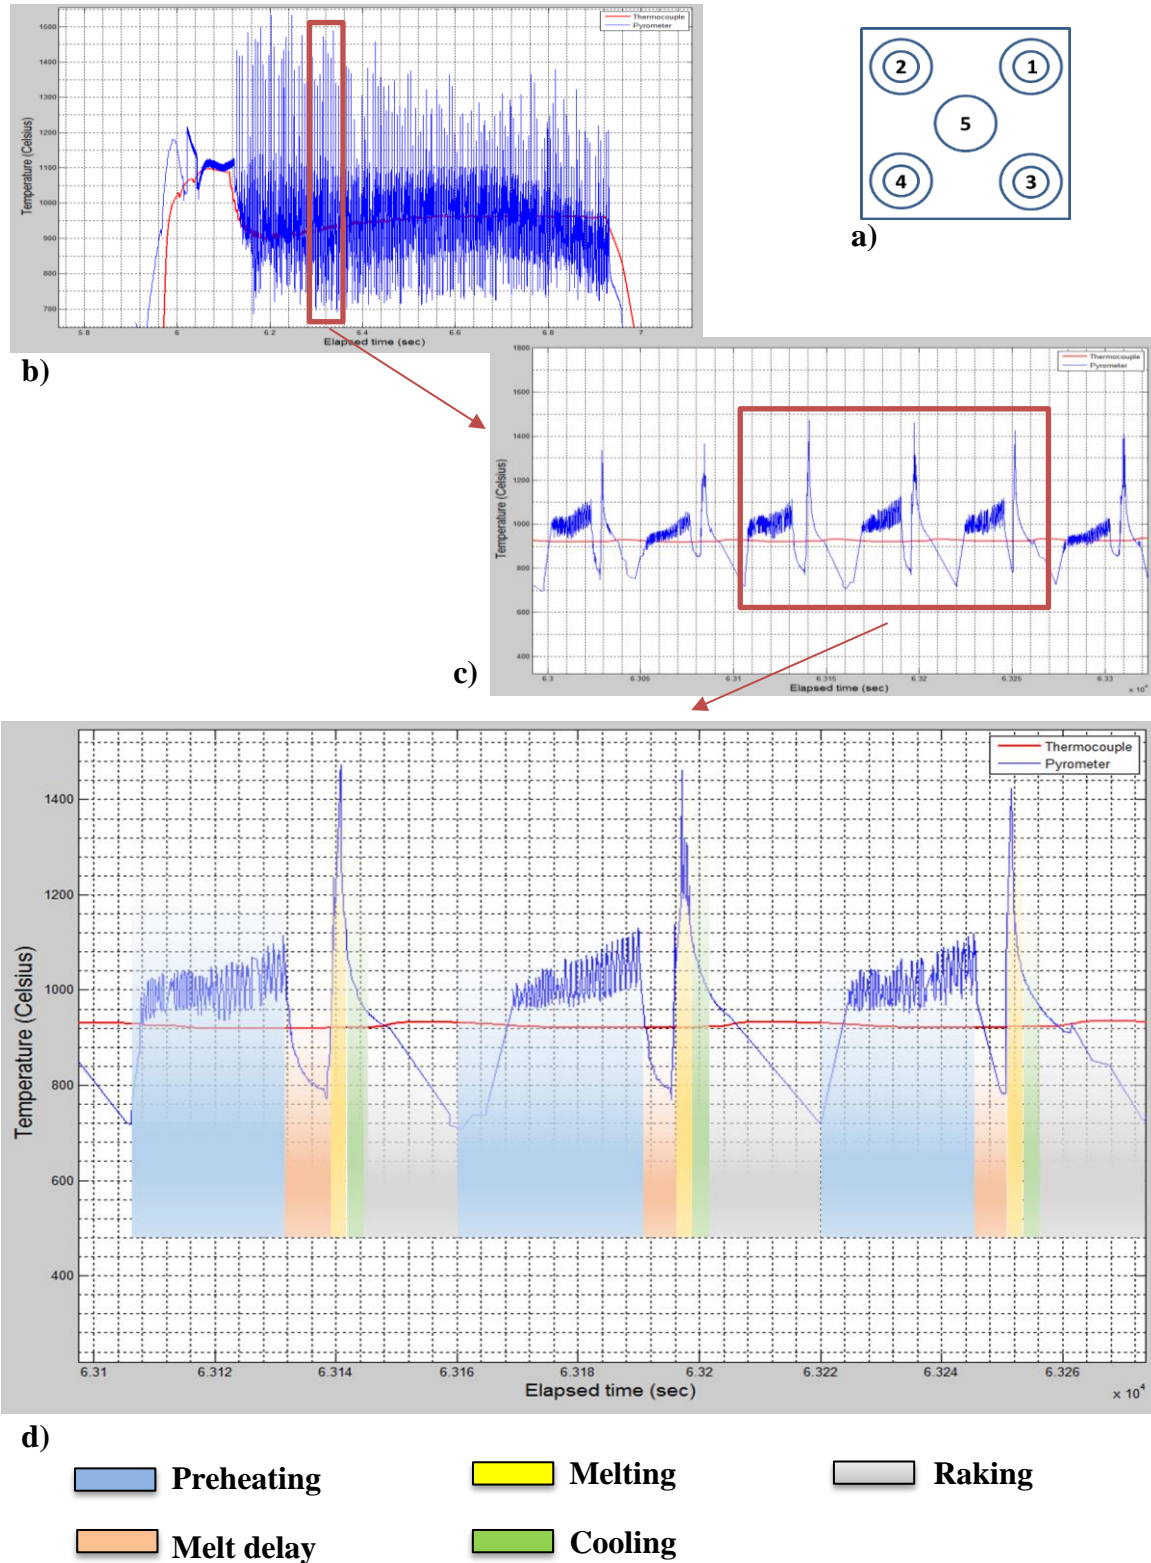 1500
1400
1300
1200
1100
1000
900
800
700
Temperature (Celsius)
Thermocouple
Pyrometer
5.8
6
6.2
6.4
6.6
6.8
7
Elapsed time (sec)
b)
2
1
5
4
3
a)
1800
1600
1400
1200
1000
800
600
400
Temperature (Celsius)
Thermocouple
Pyrometer
6.3
6.305
6.31
6.315
6.32
6.325
6.33
Elapsed time (sec)
x 10⁴
c)
1400
1200
1000
800
600
400
Temperature (Celsius)
Thermocouple
Pyrometer
6.31
6.312
6.314
6.316
6.318
6.32
6.322
6.324
6.326
Elapsed time (sec)
x 10⁴
d)
Preheating
Melting
Raking
Melt delay
Cooling